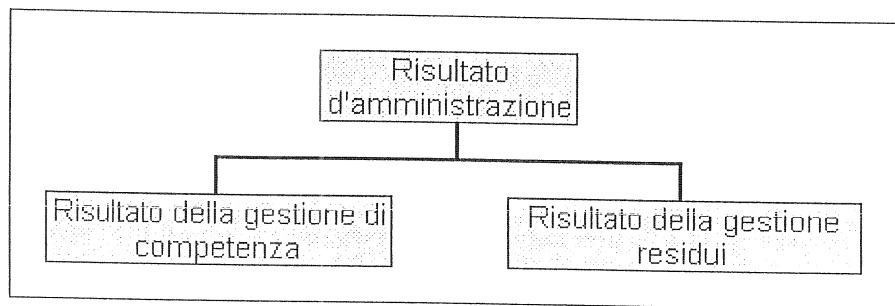 Risultato
d'amministrazione
Risultato della gestione di
competenza
Risultato della gestione
residui